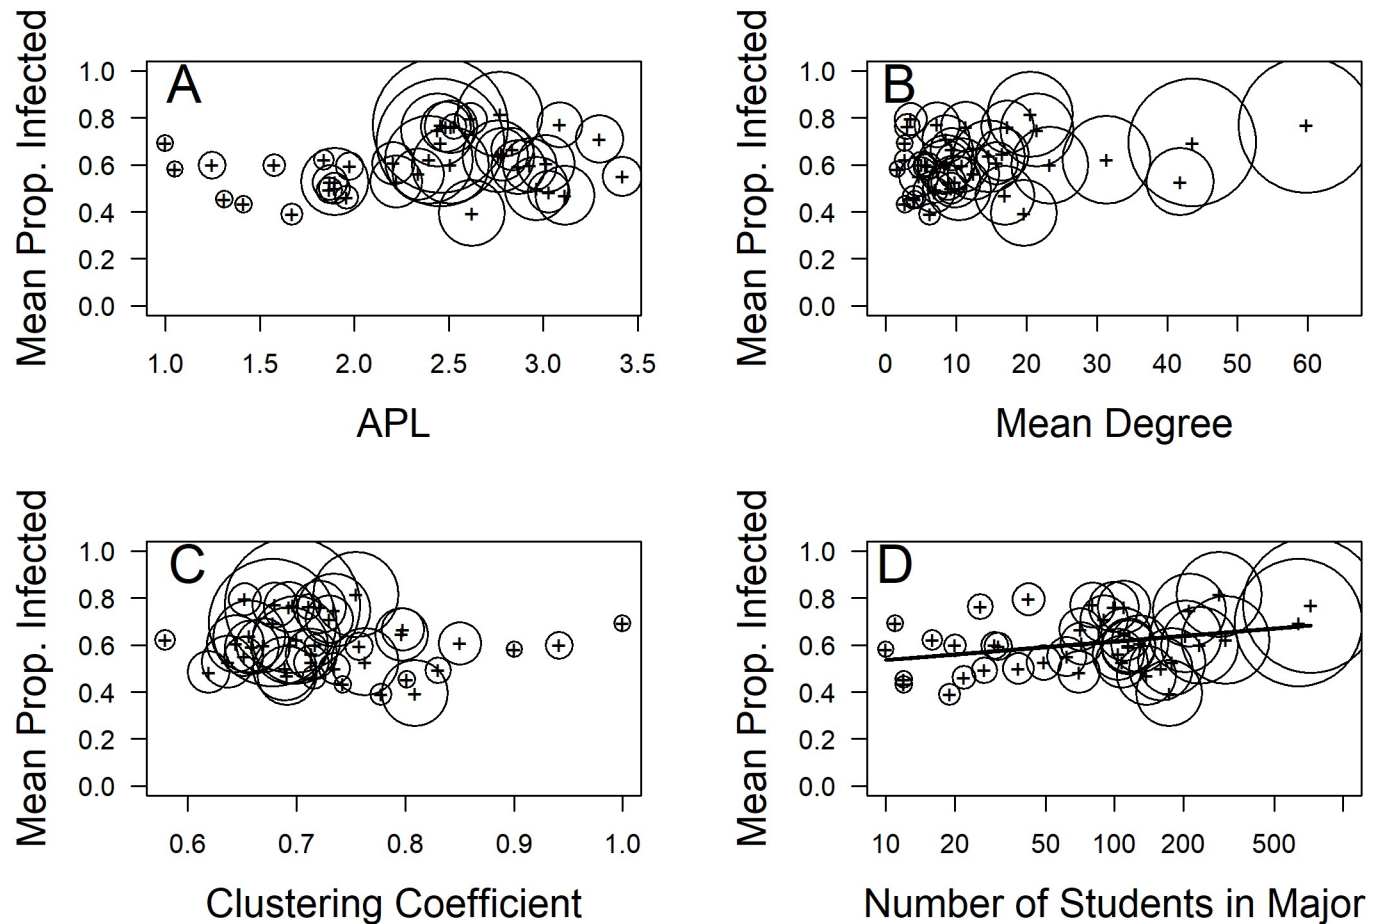 A
Mean Prop. Infected
1.0
0.8
0.6
0.4
0.2
0.0
1.0 1.5 2.0 2.5 3.0 3.5
APL
B
Mean Prop. Infected
1.0
0.8
0.6
0.4
0.2
0.0
0 10 20 30 40 50 60
Mean Degree
C
Mean Prop. Infected
1.0
0.8
0.6
0.4
0.2
0.0
0.6 0.7 0.8 0.9 1.0
Clustering Coefficient
D
Mean Prop. Infected
1.0
0.8
0.6
0.4
0.2
0.0
10 20 50 100 200 500
Number of Students in Major